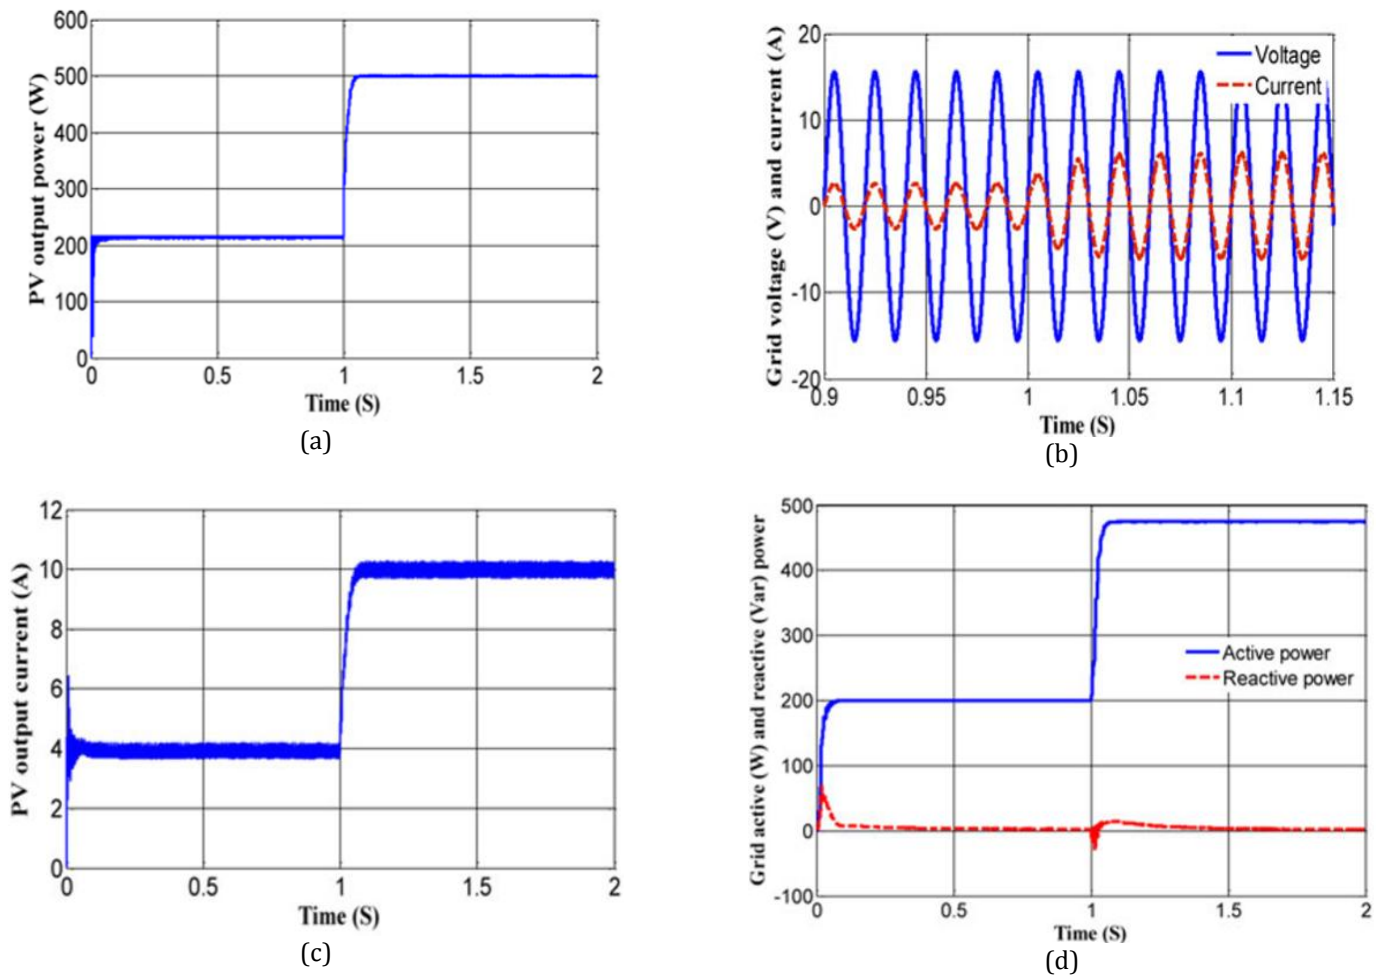 PV output power (W)
600
500
400
300
200
100
0
0 0.5 1 1.5 2
Time (S)
(a)
Grid voltage (V) and current (A)
20
10
0
-10
-20
Voltage
Current
0.9 0.95 1 1.05 1.1 1.15
Time (S)
(b)
PV output current (A)
12
10
8
6
4
2
0
0 0.5 1 1.5 2
Time (S)
(c)
Grid active (W) and reactive (Var) power
500
400
300
200
100
0
-100
Active power
Reactive power
0 0.5 1 1.5 2
Time (S)
(d)